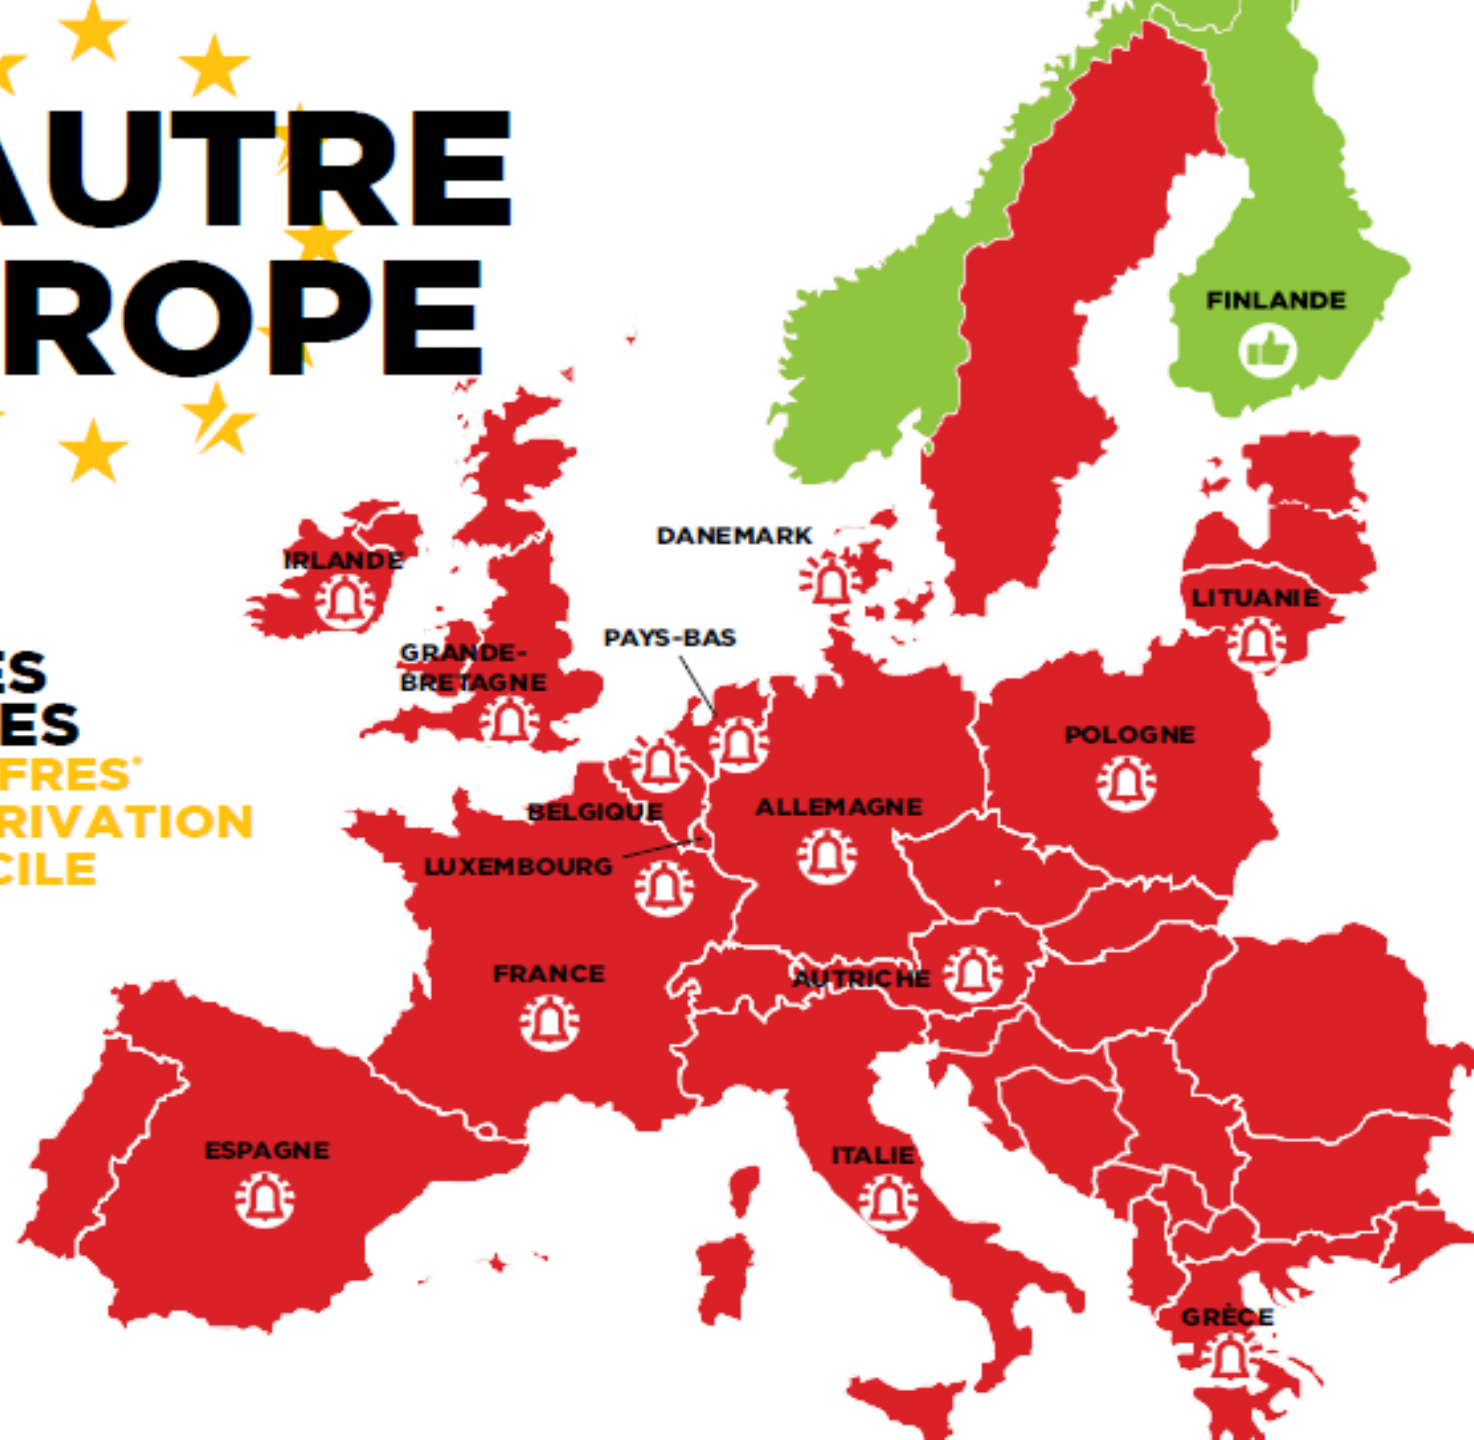 AUTRE
ROPE
ES
ES
FRES*
RIVATION
CILE
FINLANDE
DANEMARK
IRLANDE
LITUANIE
PAYS-BAS
GRANDE-
BRETAGNE
POLOGNE
BELGIQUE
ALLEMAGNE
LUXEMBOURG
FRANCE
AUTRICHE
ESPAGNE
ITALIE
GRÈCE